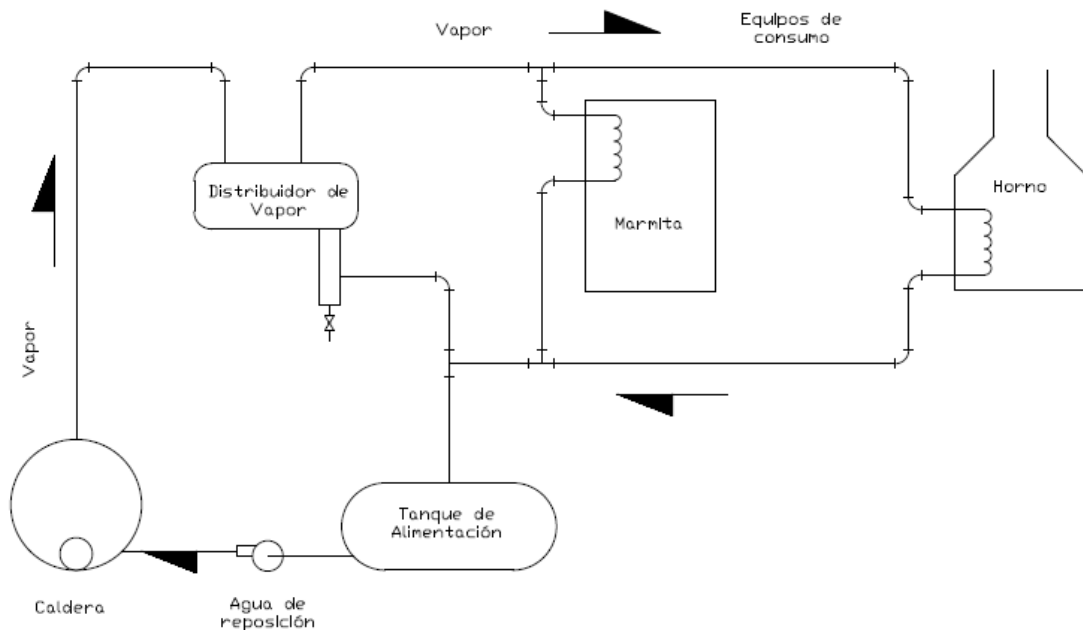 Vapor
Equipos de
consumo
Distribuidor de
Vapor
Marmita
Horno
Vapor
Tanque de
Alimentación
Caldera
Agua de
reposición